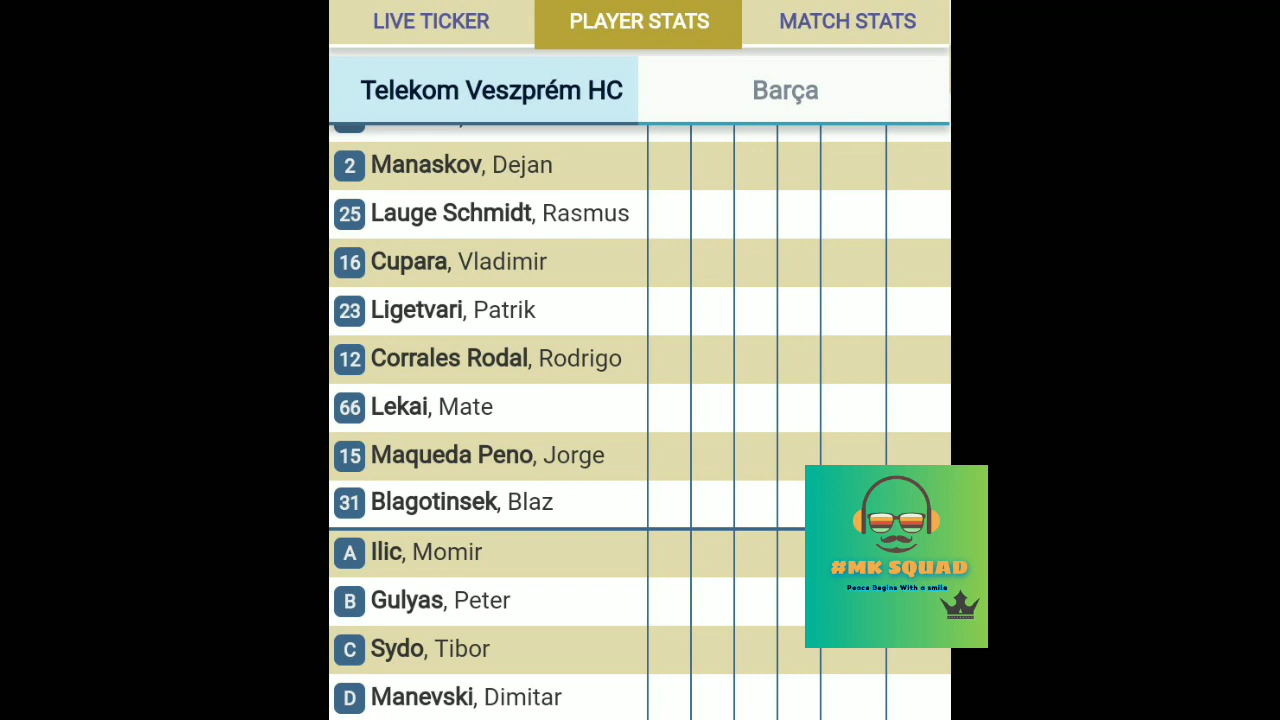 LIVE TICKER PLAYER STATS MATCH STATS
Telekom Veszprém HC Barça
2 Manaskov, Dejan
25 Lauge Schmidt, Rasmus
16 Cupara, Vladimir
23 Ligetvari, Patrik
12 Corrales Rodal, Rodrigo
66 Lekai, Mate
15 Maqueda Peno, Jorge
31 Blagotinsek, Blaz
A Ilic, Momir
B Gulyas, Peter
C Sydo, Tibor
D Manevski, Dimitar
#MK SQUAD
Peace Begins With a smile